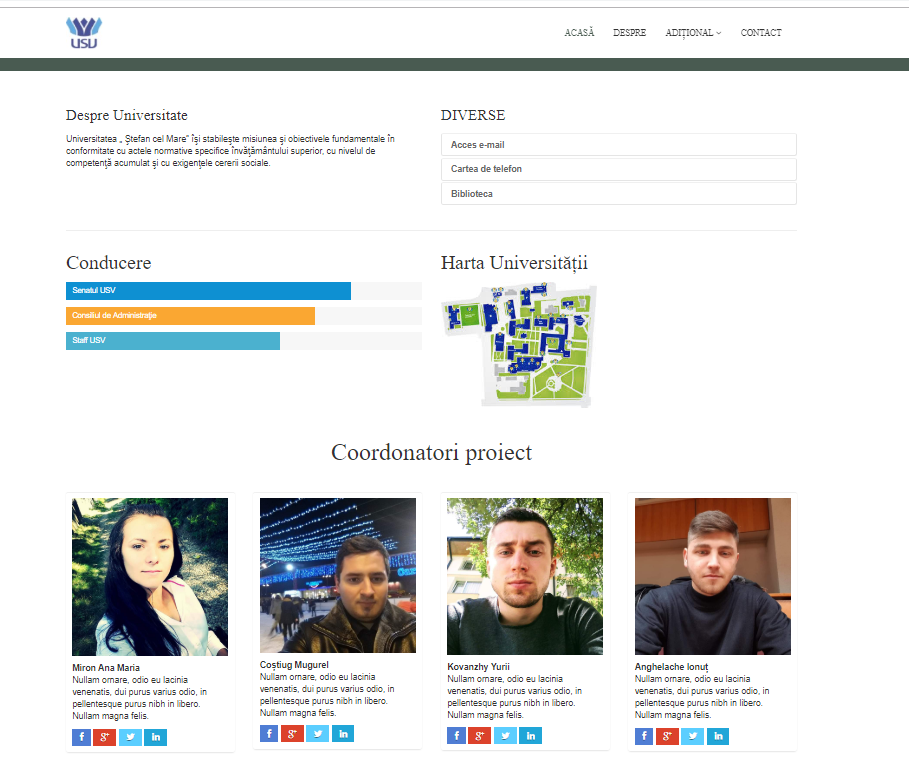 USV
ACASĂ DESPRE ADIȚIONAL CONTACT
Despre Universitate
Universitatea „ Ștefan cel Mare” își stabilește misiunea și obiectivele fundamentale în
conformitate cu actele normative specifice învățământului superior, cu nivelul de
competență acumulat și cu exigențele cererii sociale.
DIVERSE
Acces e-mail
Cartea de telefon
Biblioteca
Conducere
Senatul USV
Consiliul de Administrație
Staff USV
Harta Universității
Coordonatori proiect
Miron Ana Maria
Nullam ornare, odio eu lacinia
venenatis, dui purus varius odio, in
pellentesque purus nibh in libero.
Nullam magna felis.
f g+ in
Coștiug Mugurel
Nullam ornare, odio eu lacinia
venenatis, dui purus varius odio, in
pellentesque purus nibh in libero.
Nullam magna felis.
f g+ in
Kovanzhy Yurii
Nullam ornare, odio eu lacinia
venenatis, dui purus varius odio, in
pellentesque purus nibh in libero.
Nullam magna felis.
f g+ in
Anghelache Ionuț
Nullam ornare, odio eu lacinia
venenatis, dui purus varius odio, in
pellentesque purus nibh in libero.
Nullam magna felis.
f g+ in